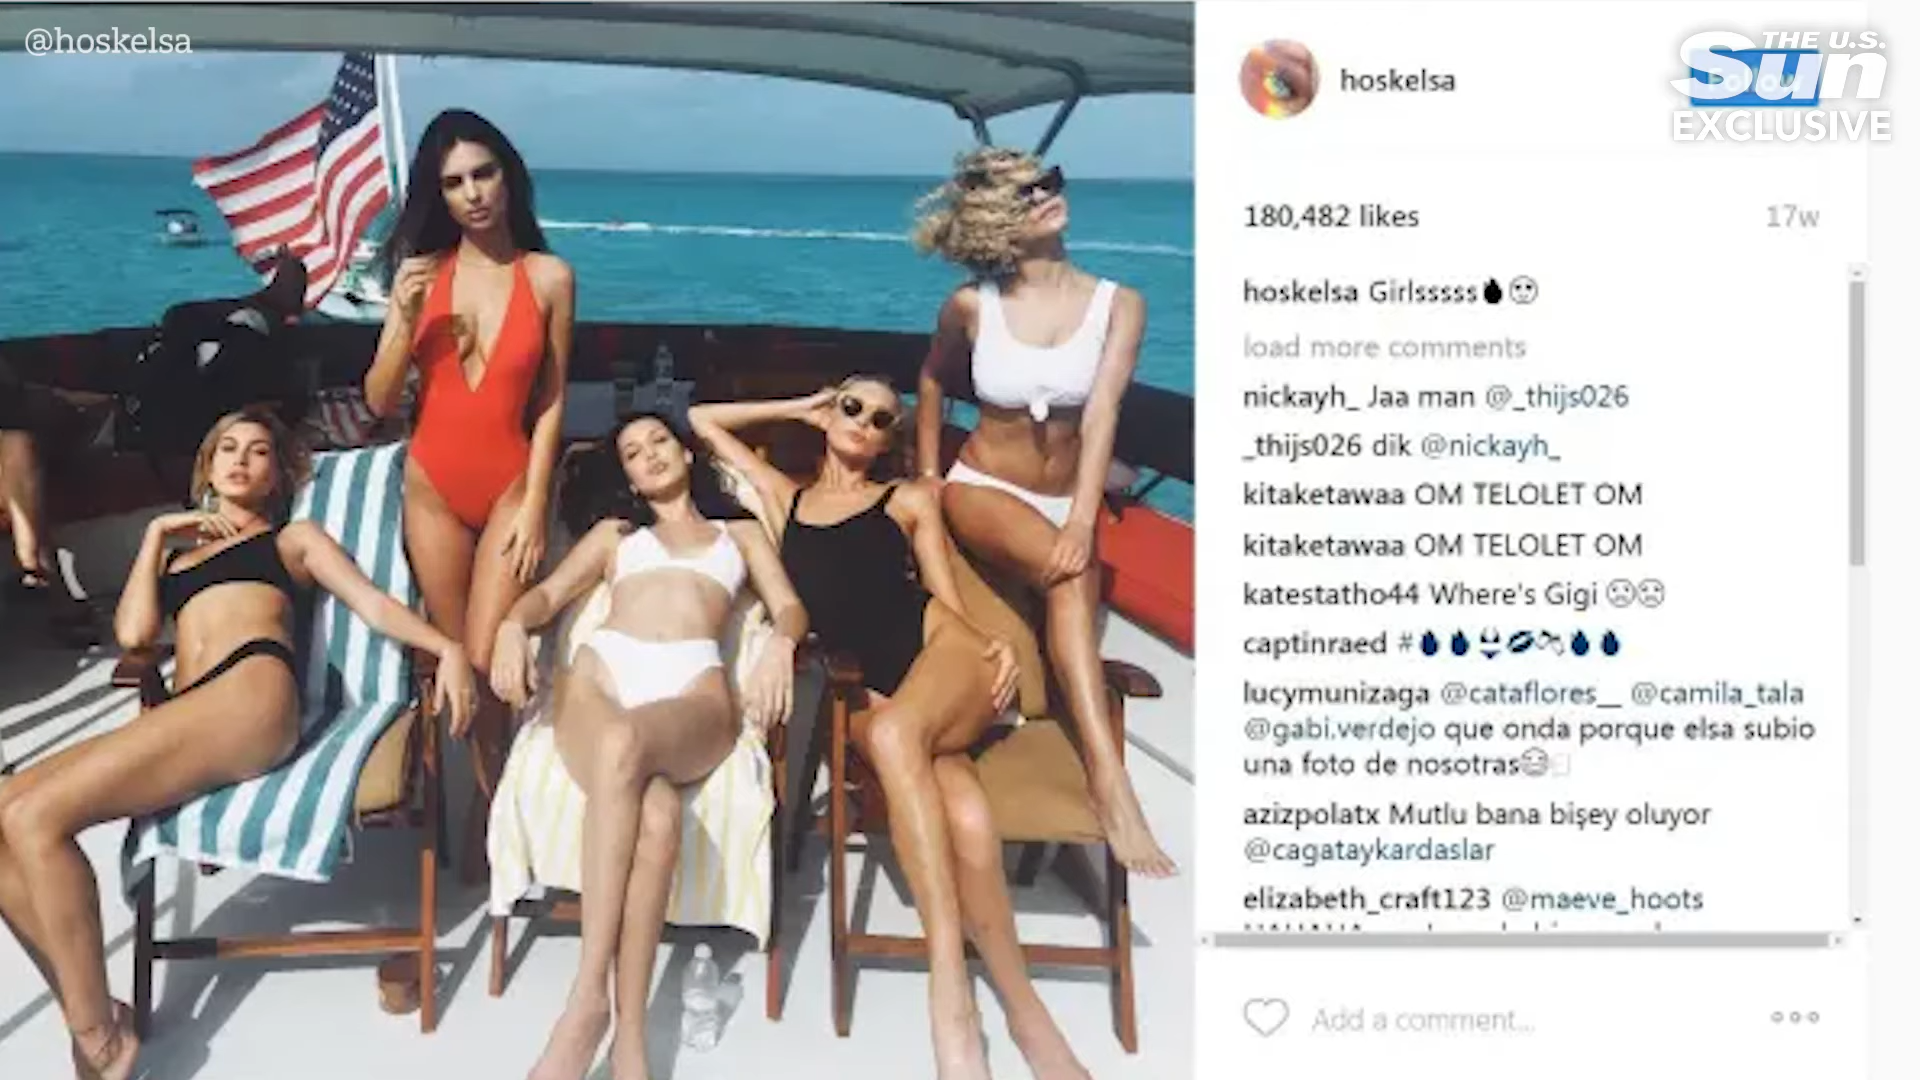 @hoskelsa
THE U.S.
Sun
EXCLUSIVE
hoskelsa
Follow
180,482 likes
17w
hoskelsa Girlsssss
load more comments
nickayh_ Jaa man @_thijs026
_thijs026 dik @nickayh_
kitaketawaa OM TELOLET OM
kitaketawaa OM TELOLET OM
katestatho44 Where's Gigi
captinraed #
lucymunizaga @cataflores__ @camila_tala
@gabi.verdejo que onda porque elsa subio
una foto de nosotras
azizpolatx Mutlu bana bişey oluyor
@cagataykardaslar
elizabeth_craft123 @maeve_hoots
Add a comment...